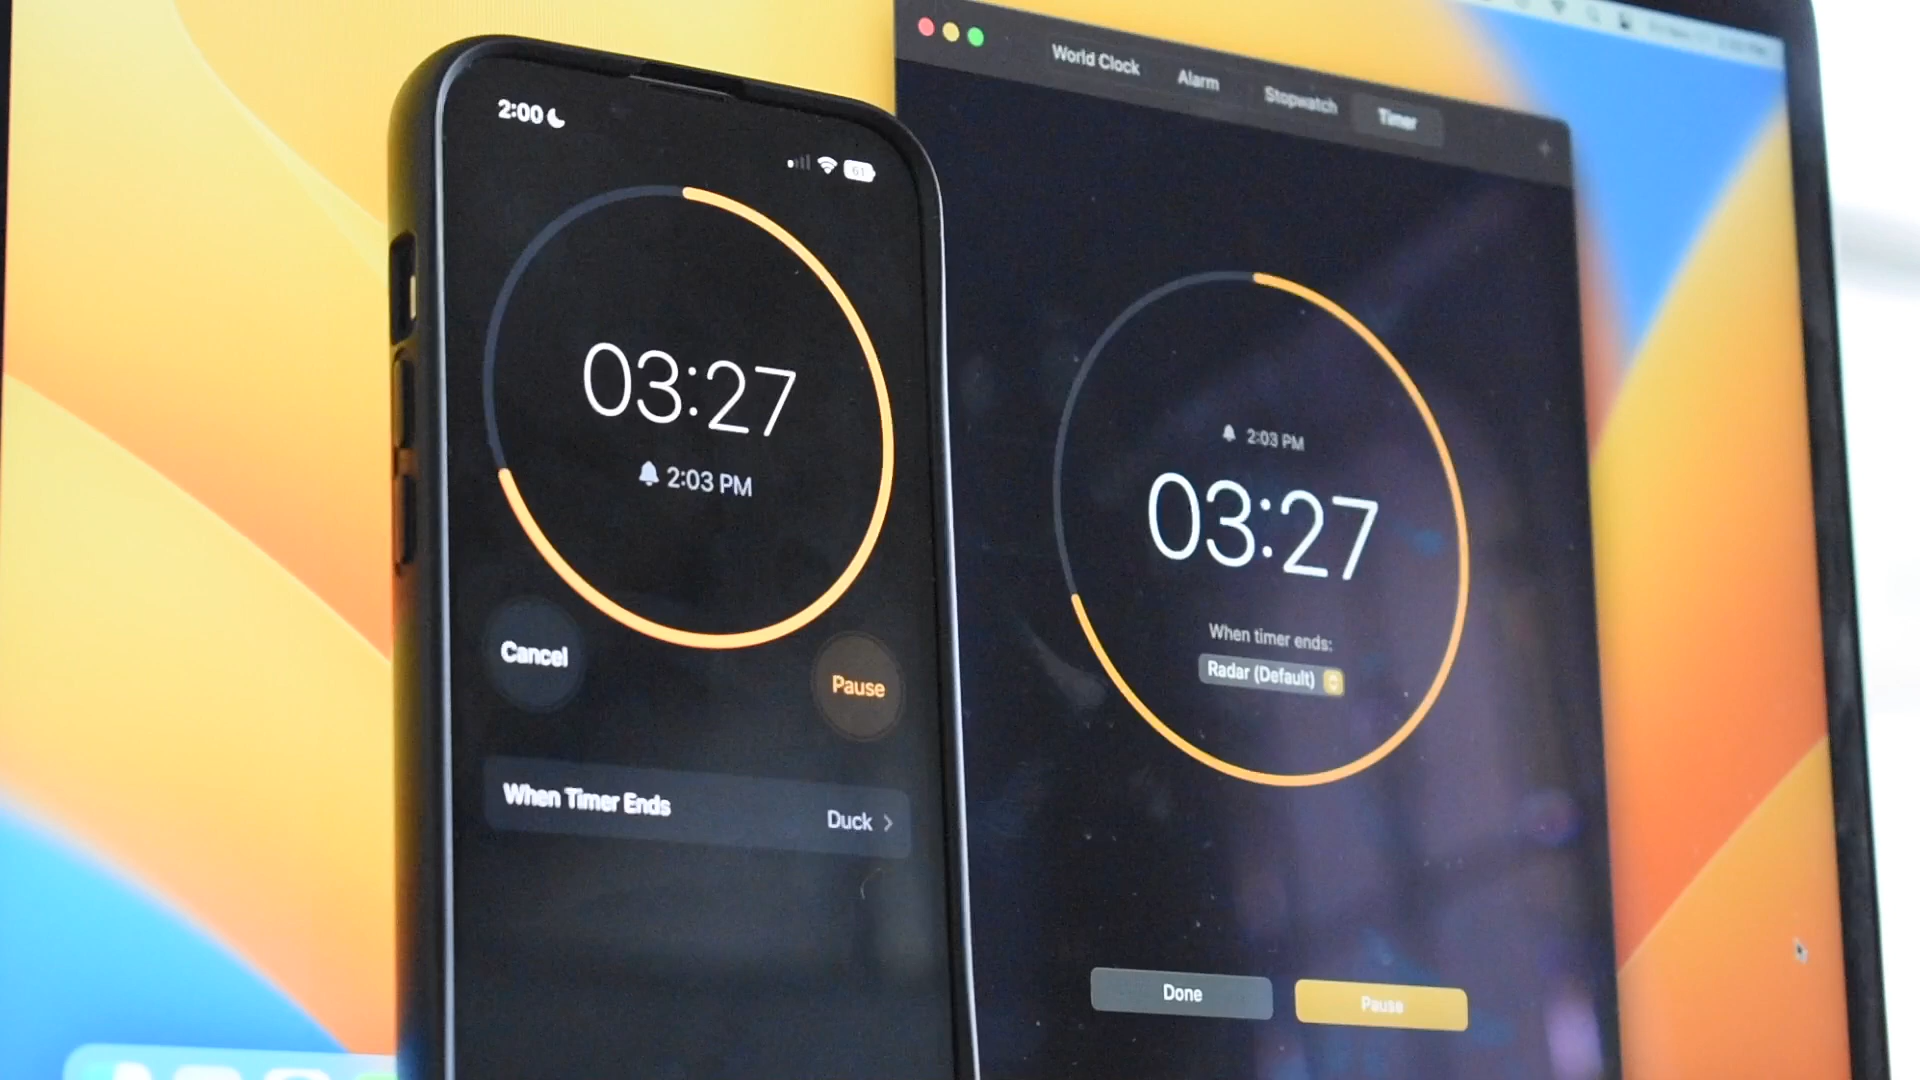 2:00
61
03:27
2:03 PM
Cancel
Pause
When Timer Ends
Duck
World Clock
Alarm
Stopwatch
Timer
2:03 PM
03:27
When timer ends:
Radar (Default)
Done
Pause